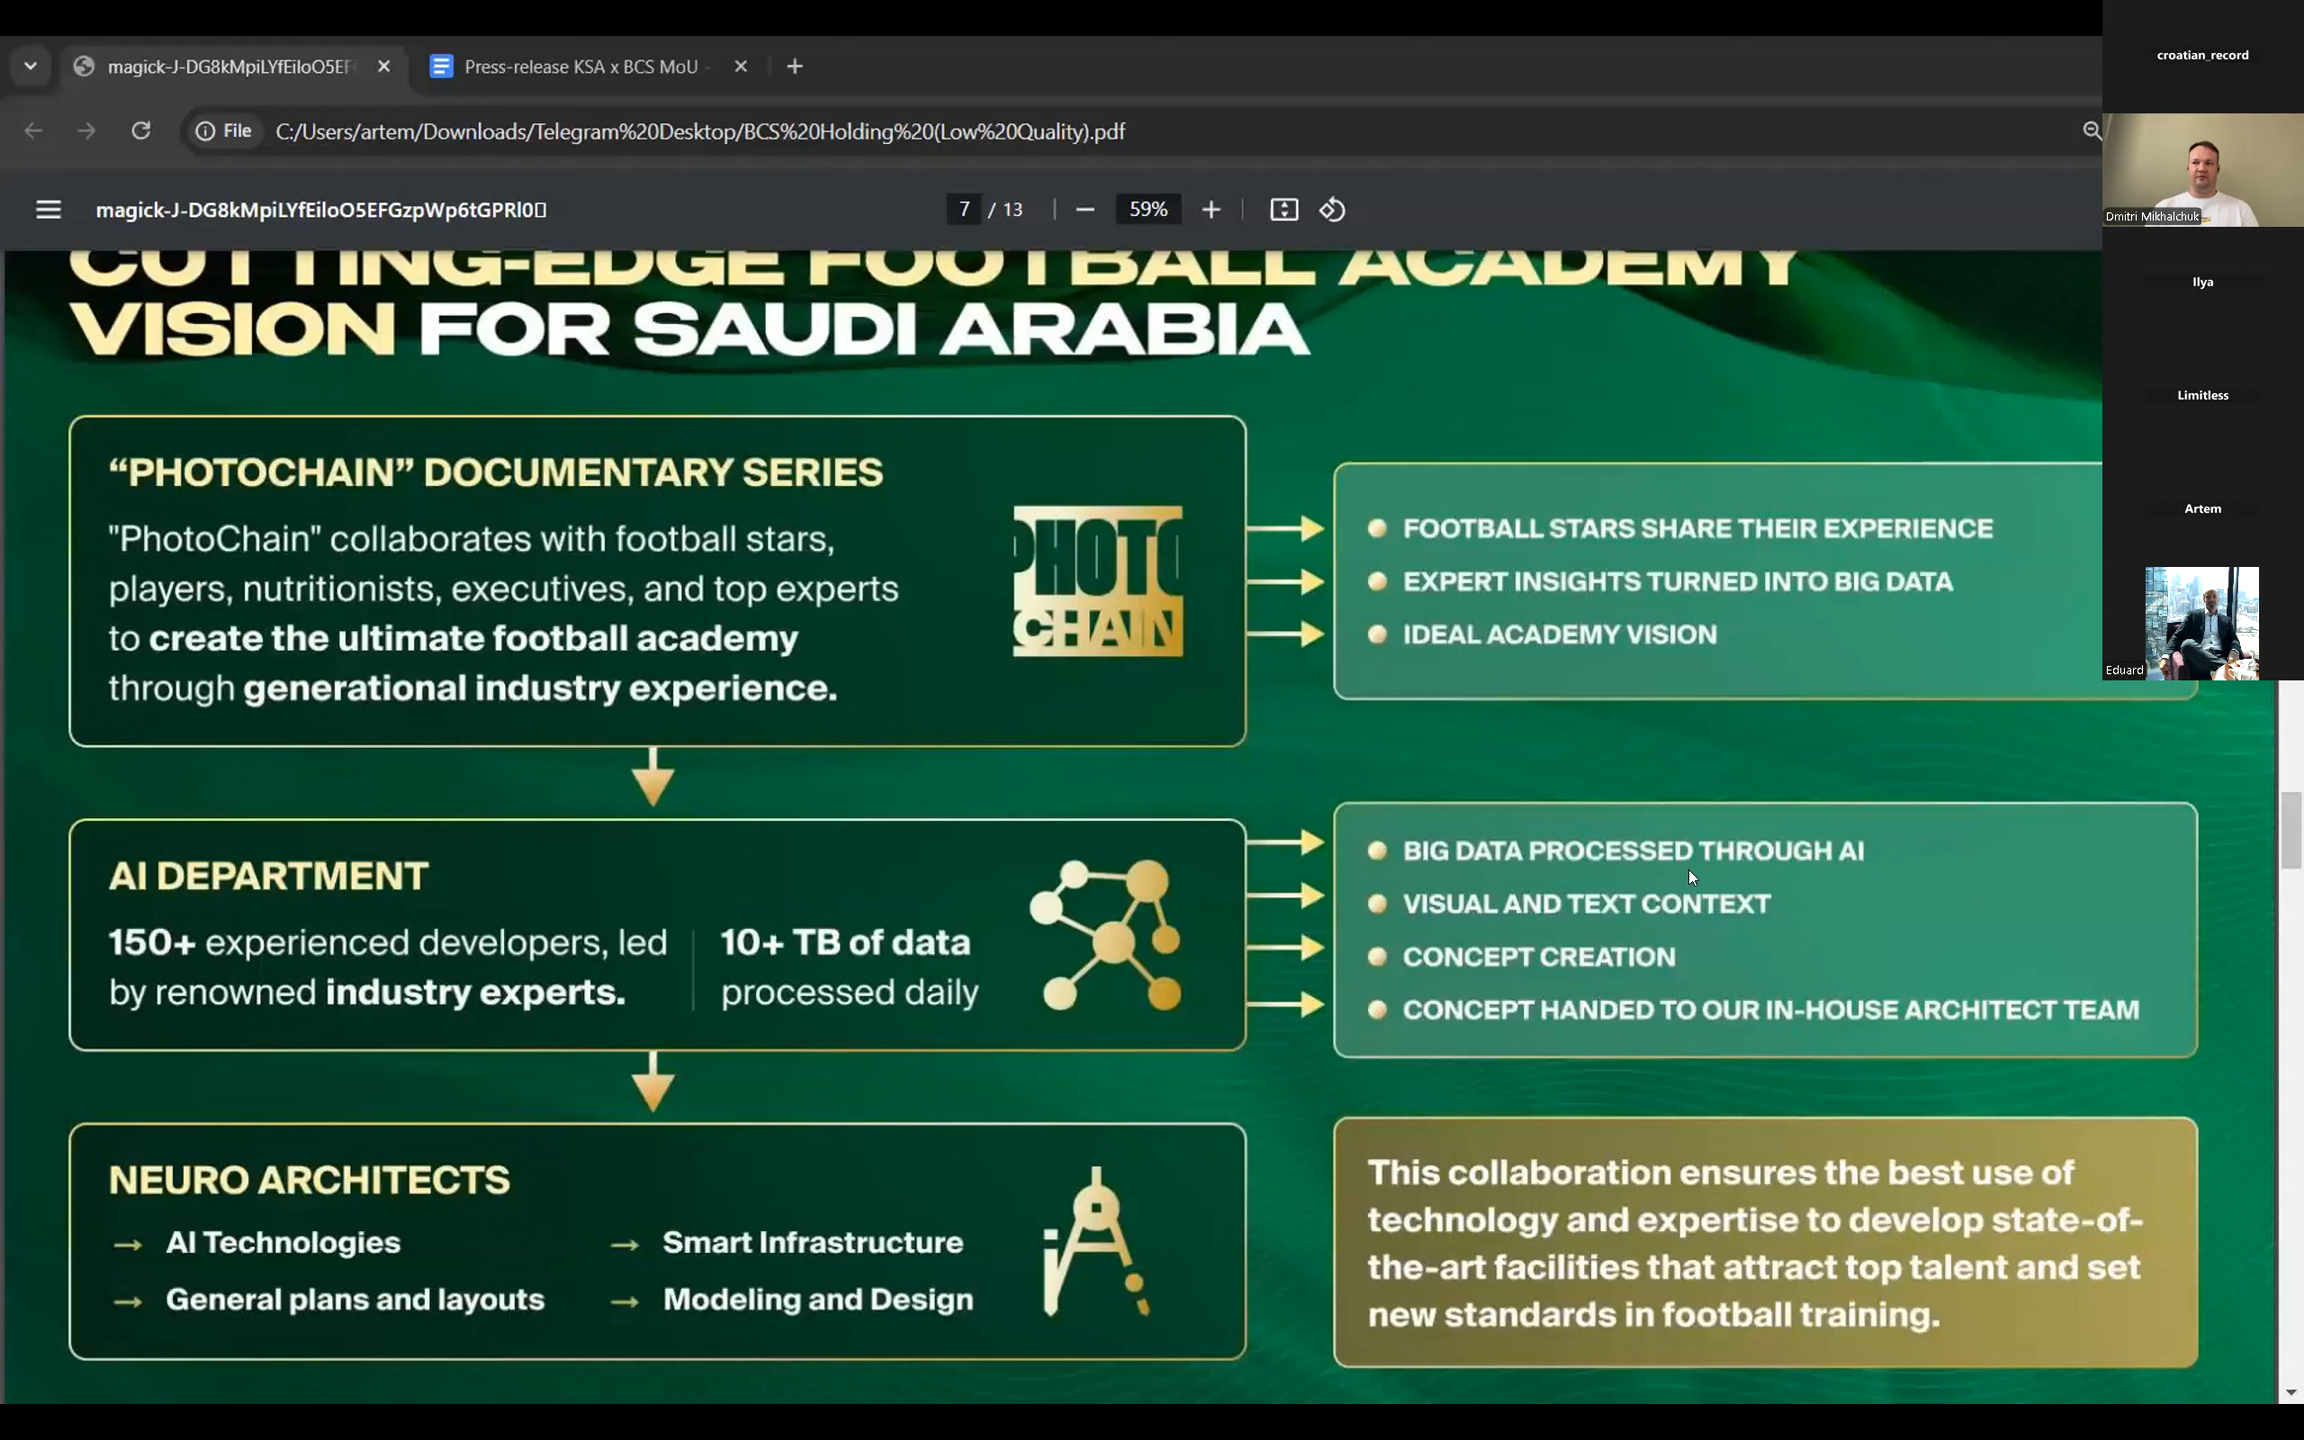 croatian_record
magick-J-DG8kMpiLYfEiloO5EF
Press-release KSA x BCS MoU -
File
C:/Users/artem/Downloads/Telegram%20Desktop/BCS%20Holding%20(Low%20Quality).pdf
magick-J-DG8kMpiLYfEiloO5EFGzpWp6tGPRl0▯
7 / 13
59%
Dmitri Mikhalchuk
Ilya
Limitless
Artem
Eduard
CUTTING-EDGE FOOTBALL ACADEMY
VISION FOR SAUDI ARABIA
“PHOTOCHAIN” DOCUMENTARY SERIES
"PhotoChain" collaborates with football stars,
players, nutritionists, executives, and top experts
to create the ultimate football academy
through generational industry experience.
PHOTO
CHAIN
FOOTBALL STARS SHARE THEIR EXPERIENCE
EXPERT INSIGHTS TURNED INTO BIG DATA
IDEAL ACADEMY VISION
AI DEPARTMENT
150+ experienced developers, led
by renowned industry experts.
10+ TB of data
processed daily
BIG DATA PROCESSED THROUGH AI
VISUAL AND TEXT CONTEXT
CONCEPT CREATION
CONCEPT HANDED TO OUR IN-HOUSE ARCHITECT TEAM
NEURO ARCHITECTS
→ AI Technologies
→ General plans and layouts
→ Smart Infrastructure
→ Modeling and Design
This collaboration ensures the best use of
technology and expertise to develop state-of-
the-art facilities that attract top talent and set
new standards in football training.